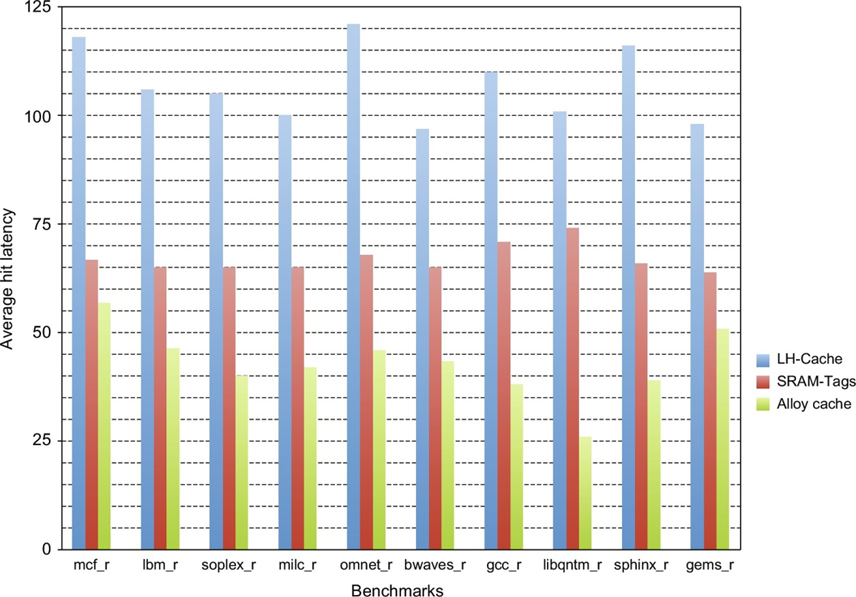 125
100
75
50
25
0
Average hit latency
mcf_r lbm_r soplex_r milc_r omnet_r bwaves_r gcc_r libqntm_r sphinx_r gems_r
Benchmarks
LH-Cache
SRAM-Tags
Alloy cache